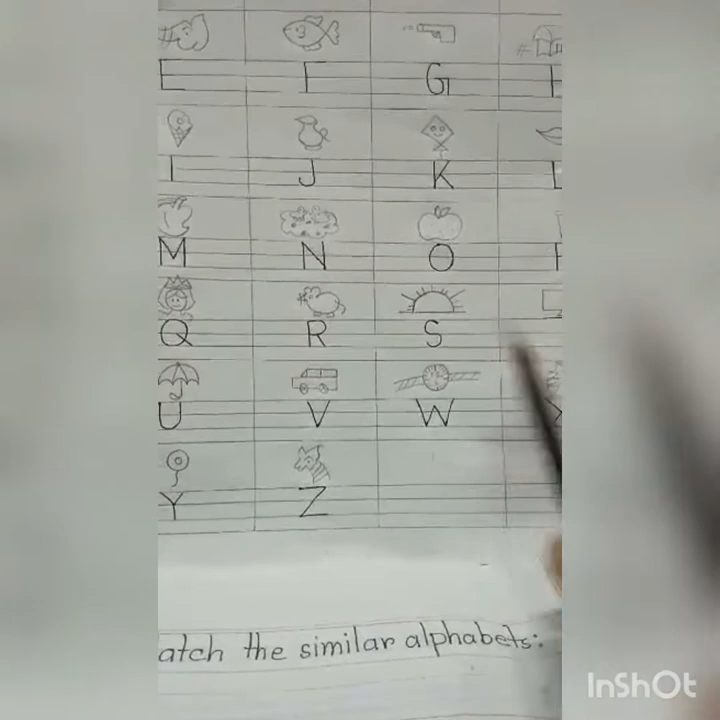 E F G
I J K L
M N O P
Q R S
U V W X
Y Z
atch the similar alphabets:
InShOt